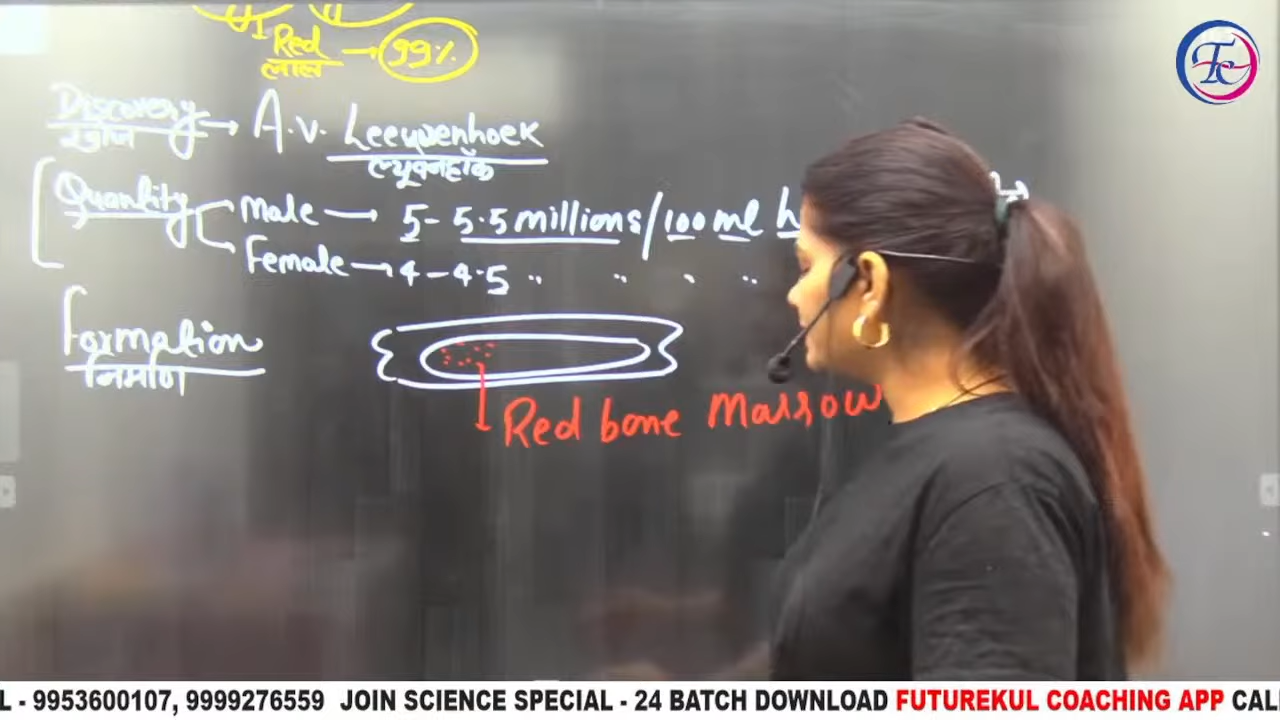 Red → 99%
लाल
Discovery → A.V. Leeuwenhoek
खोज ल्यूवेनहॉक
Quantity Male → 5 - 5.5 millions/100 ml
Female → 4 - 4.5 " " " "
Formation
निर्माण
Red bone Marrow
Tc
L - 9953600107, 9999276559 JOIN SCIENCE SPECIAL - 24 BATCH DOWNLOAD FUTUREKUL COACHING APP CAL